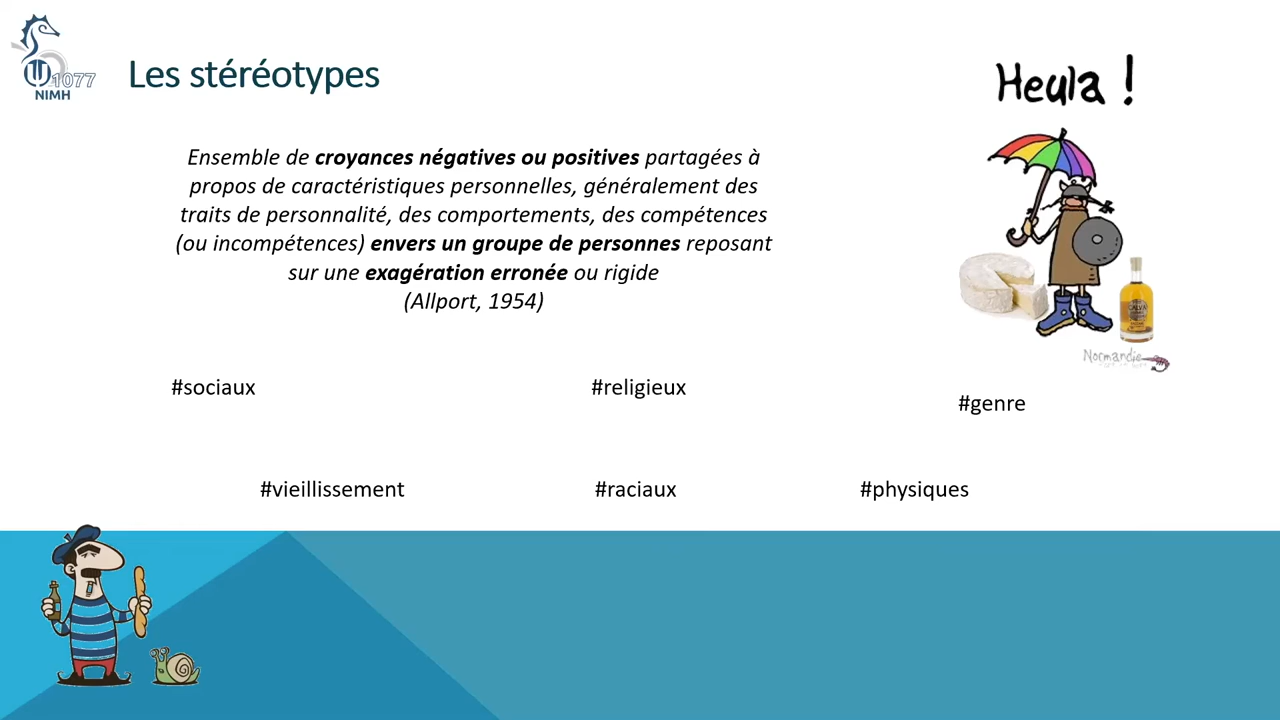 U1077
NIMH
Les stéréotypes
Heula !
Ensemble de croyances négatives ou positives partagées à
propos de caractéristiques personnelles, généralement des
traits de personnalité, des comportements, des compétences
(ou incompétences) envers un groupe de personnes reposant
sur une exagération erronée ou rigide
(Allport, 1954)
CALVA
Normandie
#sociaux
#religieux
#genre
#vieillissement
#raciaux
#physiques